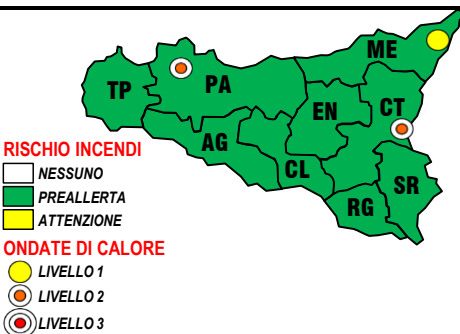 ME
PA
TP
EN
CT
AG
CL
SR
RG
RISCHIO INCENDI
NESSUNO
PREALLERTA
ATTENZIONE
ONDATE DI CALORE
LIVELLO 1
LIVELLO 2
LIVELLO 3